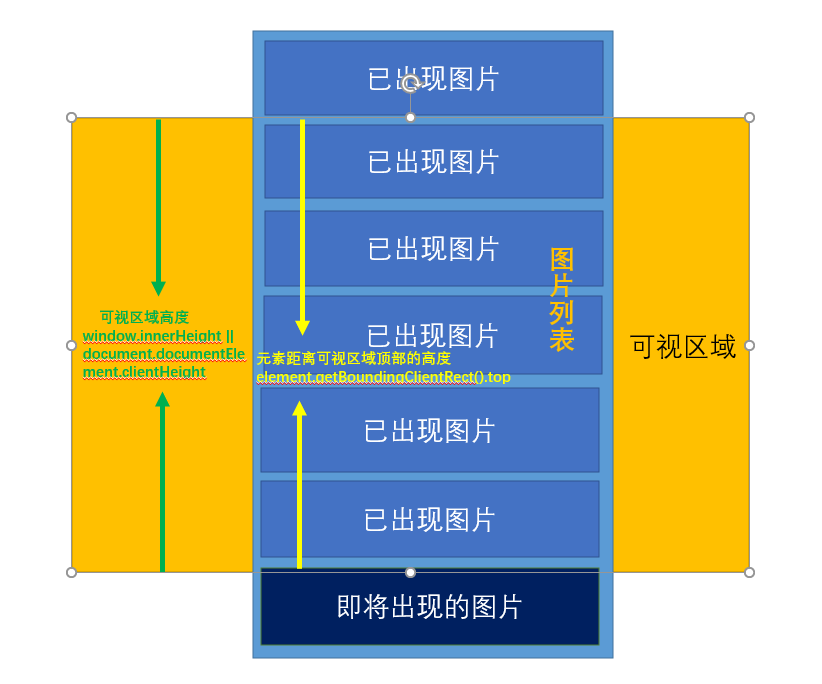 已出现图片
已出现图片
已出现图片
图片列表
已出现图片
可视区域高度
window.innerHeight ||
document.documentEle
ment.clientHeight
元素距离可视区域顶部的高度
element.getBoundingClientRect().top
可视区域
已出现图片
已出现图片
即将出现的图片